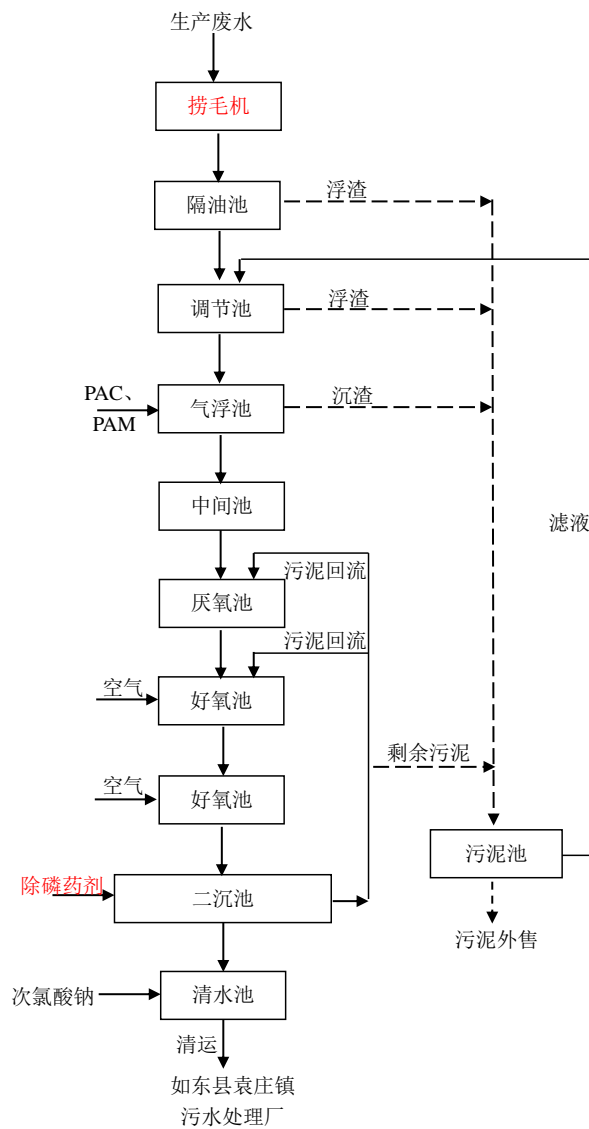 生产废水
捞毛机
隔油池
浮渣
调节池
浮渣
PAC、
PAM
气浮池
沉渣
中间池
滤液
污泥回流
厌氧池
污泥回流
空气
好氧池
剩余污泥
空气
好氧池
污泥池
除磷药剂
二沉池
污泥外售
次氯酸钠
清水池
清运
如东县袁庄镇
污水处理厂